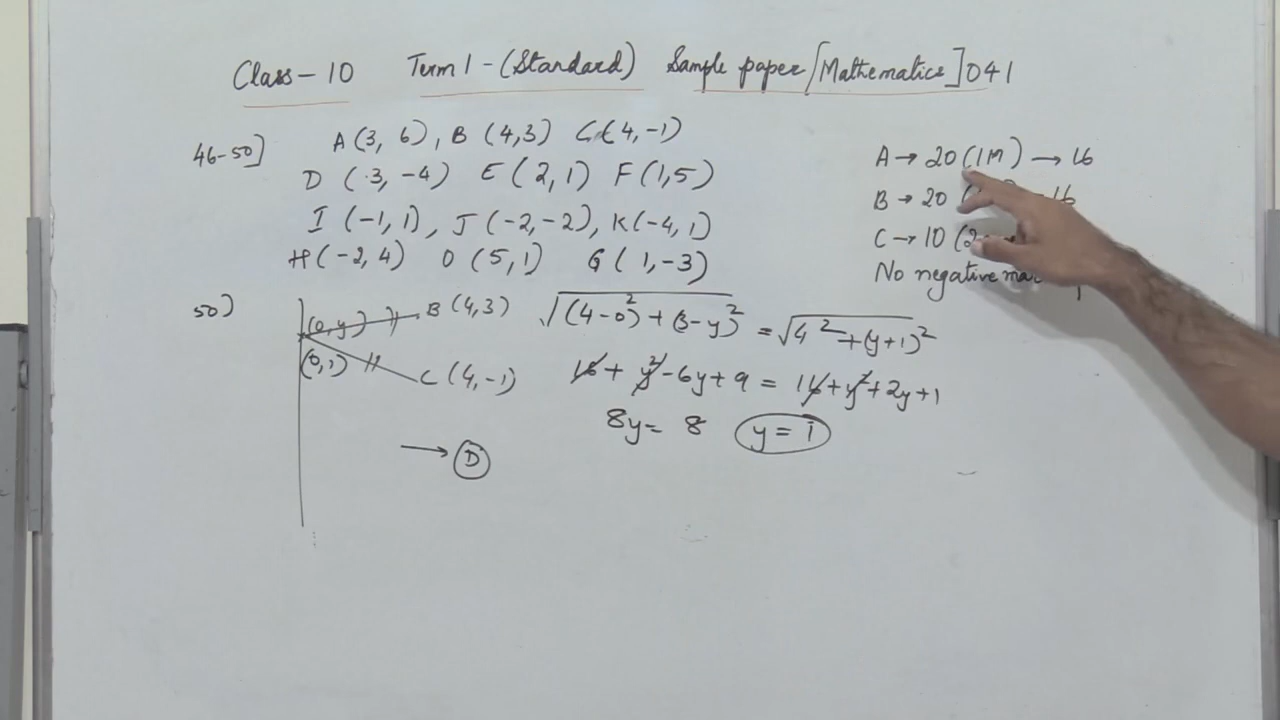 Class-10 Term 1-(Standard) Sample paper [Mathematics] 041
46-50] A(3, 6), B (4,3) C(4,-1)
D (3, -4) E(2, 1) F(1,5)
I (-1, 1), J(-2,-2), K(-4, 1)
H(-2, 4) O (5,1) G(1,-3)
A → 20(1M) → 16
B → 20 16
C → 10 (2
No negative
50) (0,y) B (4,3) √(4-0)²+(3-y)² = √4²+(y+1)²
(0,1) C (4,-1) 16+y²-6y+9 = 16+y²+2y+1
8y= 8 y = 1
→ D